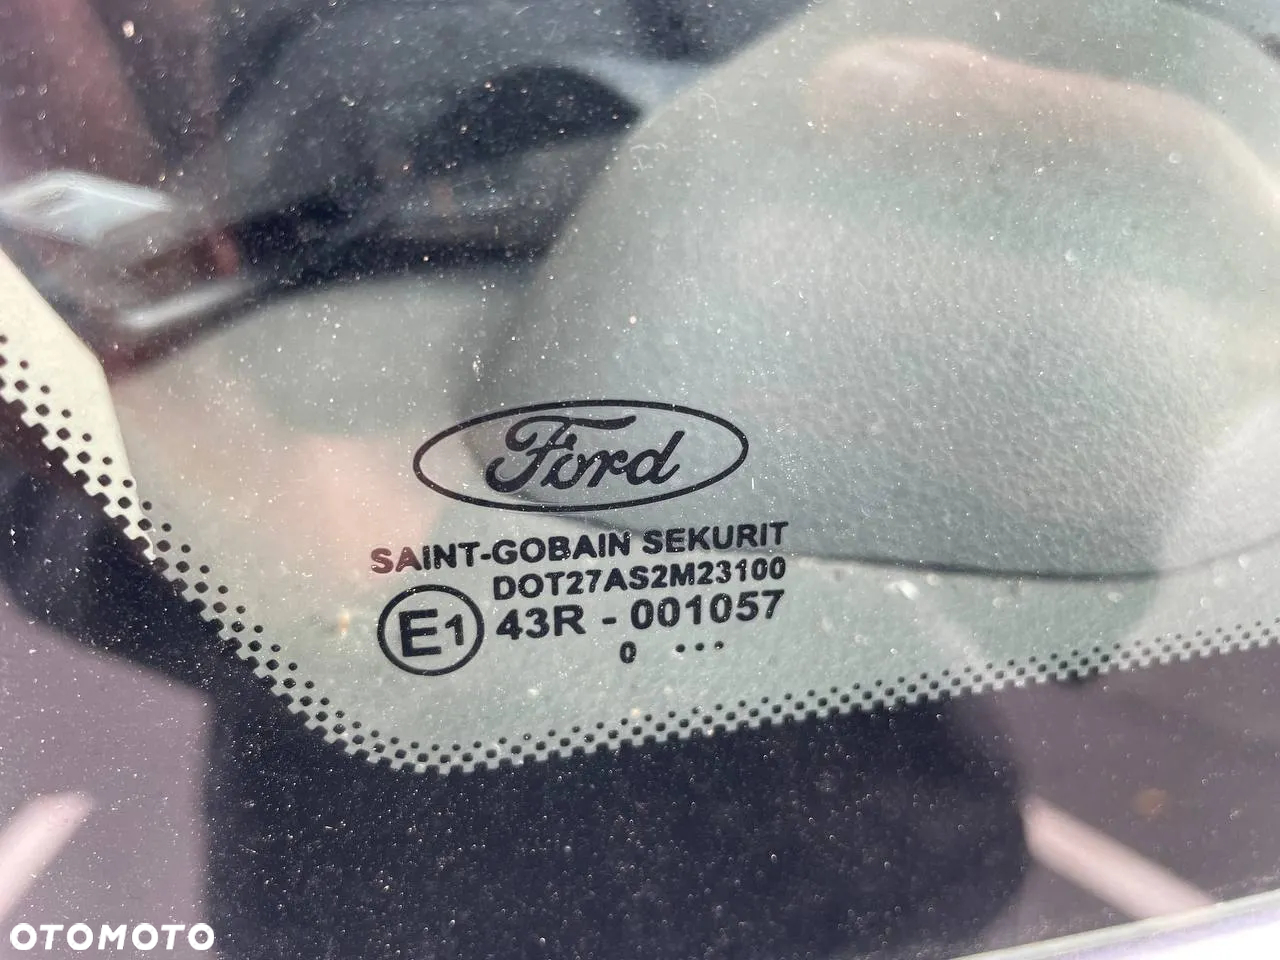 Ford
SAINT-GOBAIN SEKURIT
DOT27AS2M23100
E1 43R - 001057
0 ...
OTOMOTO